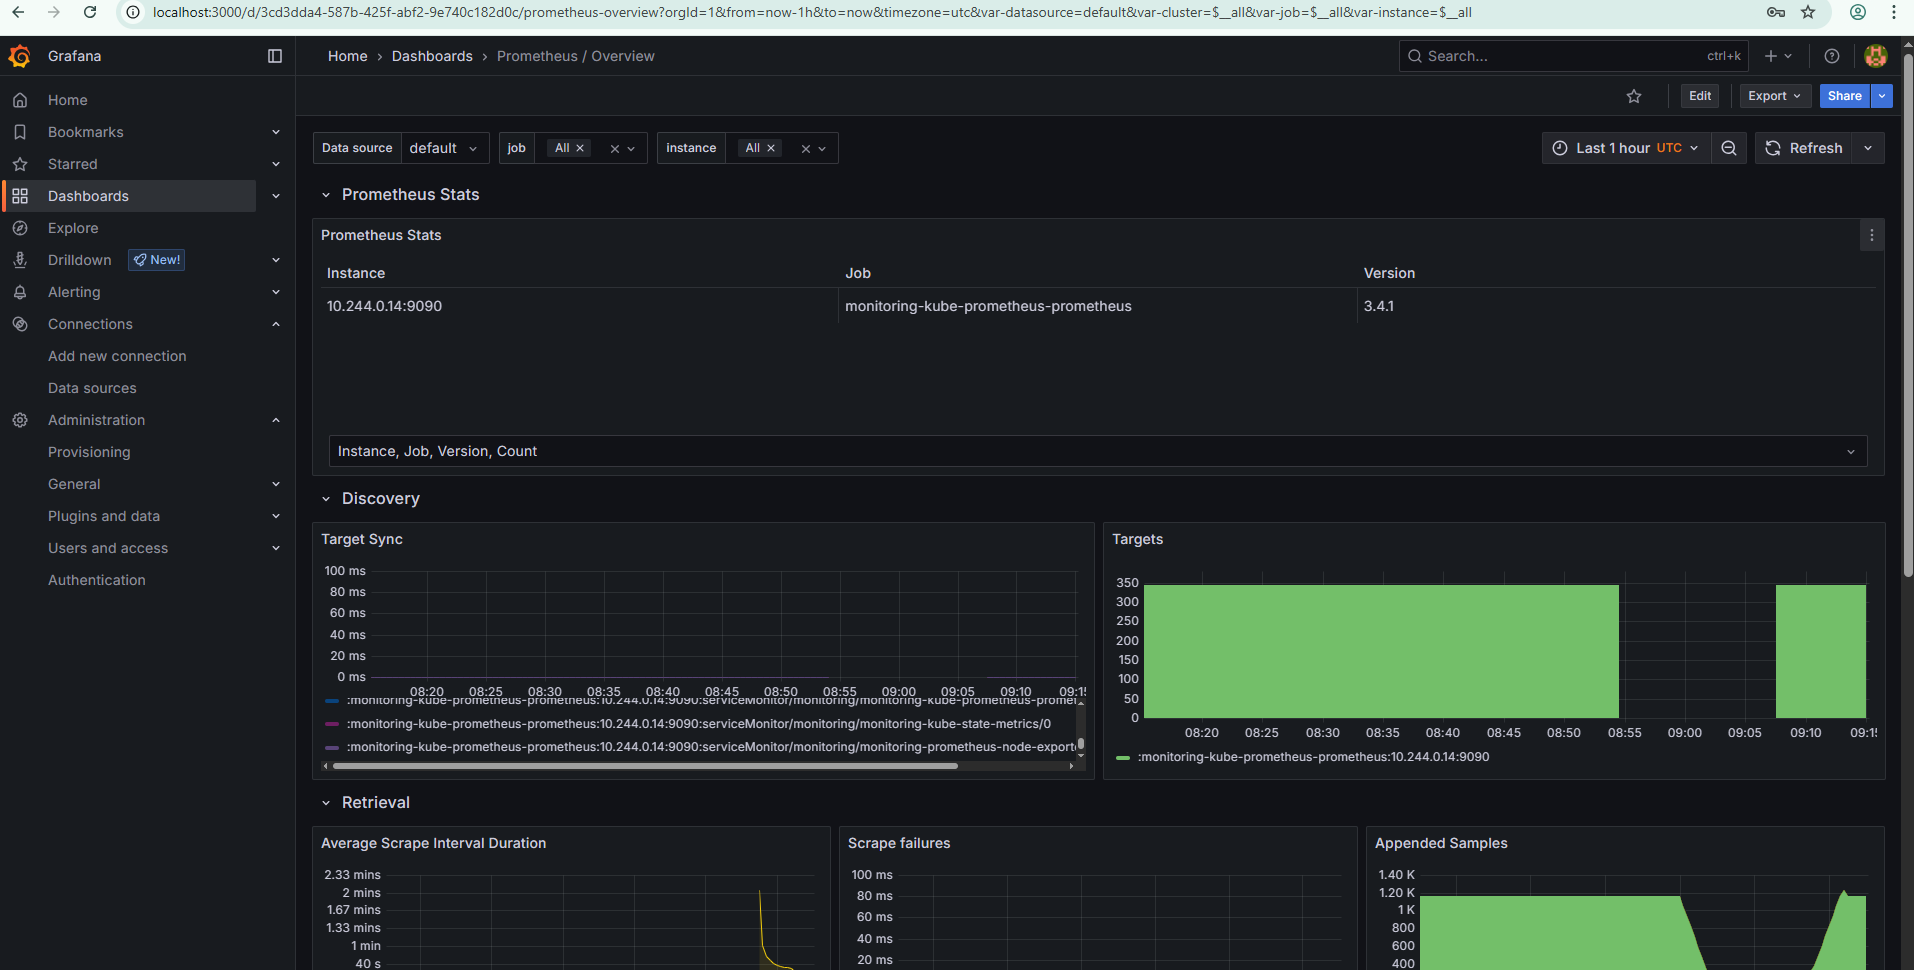 localhost:3000/d/3cd3dda4-587b-425f-abf2-9e740c182d0c/prometheus-overview?orgId=1&from=now-1h&to=now&timezone=utc&var-datasource=default&var-cluster=$__all&var-job=$__all&var-instance=$__all
Grafana
Home › Dashboards › Prometheus / Overview
Search... ctrl+k
Edit
Export
Share
Home
Bookmarks
Starred
Dashboards
Explore
Drilldown New!
Alerting
Connections
Add new connection
Data sources
Administration
Provisioning
General
Plugins and data
Users and access
Authentication
Data source default job All instance All
Last 1 hour UTC Refresh
Prometheus Stats
Prometheus Stats
Instance Job Version
10.244.0.14:9090 monitoring-kube-prometheus-prometheus 3.4.1
Instance, Job, Version, Count
Discovery
Target Sync
100 ms
80 ms
60 ms
40 ms
20 ms
0 ms
08:20 08:25 08:30 08:35 08:40 08:45 08:50 08:55 09:00 09:05 09:10 09:15
:monitoring-kube-prometheus-prometheus:10.244.0.14:9090:serviceMonitor/monitoring/monitoring-kube-prometheus-promet
:monitoring-kube-prometheus-prometheus:10.244.0.14:9090:serviceMonitor/monitoring/monitoring-kube-state-metrics/0
:monitoring-kube-prometheus-prometheus:10.244.0.14:9090:serviceMonitor/monitoring/monitoring-prometheus-node-exporte
Targets
350
300
250
200
150
100
50
0
08:20 08:25 08:30 08:35 08:40 08:45 08:50 08:55 09:00 09:05 09:10 09:15
:monitoring-kube-prometheus-prometheus:10.244.0.14:9090
Retrieval
Average Scrape Interval Duration
2.33 mins
2 mins
1.67 mins
1.33 mins
1 min
40 s
Scrape failures
100 ms
80 ms
60 ms
40 ms
20 ms
Appended Samples
1.40 K
1.20 K
1 K
800
600
400